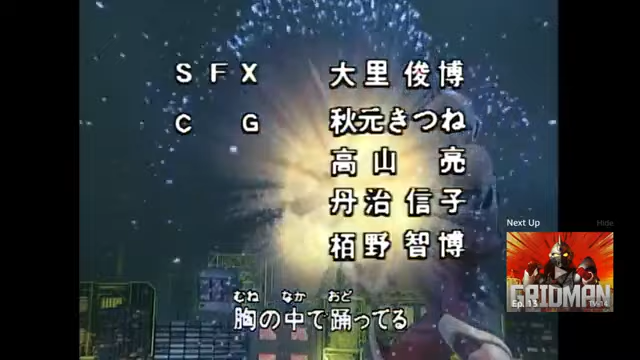 SFX 大里俊博
CG 秋元きつね
高山亮
丹治信子
栢野智博
むね なか おど
胸の中で踊ってる
Next Up
Hide
GRIDMAN